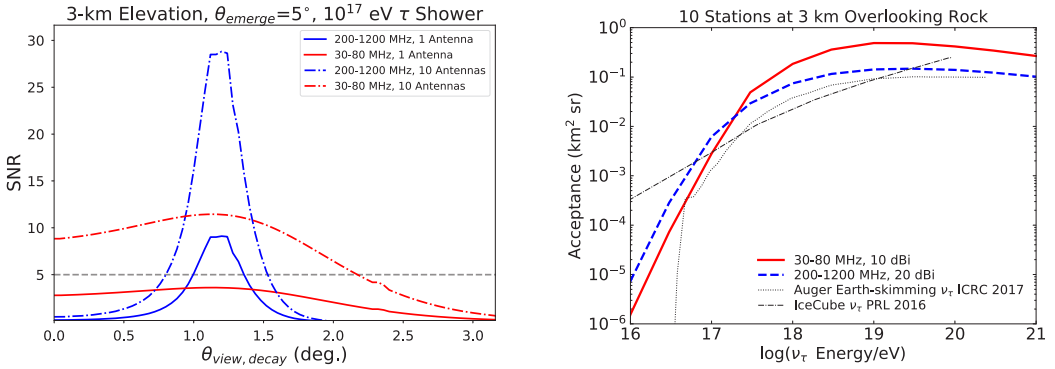 3-km Elevation, θemerge=5°, 10¹⁷ eV τ Shower
SNR
30
25
20
15
10
5
200-1200 MHz, 1 Antenna
30-80 MHz, 1 Antenna
200-1200 MHz, 10 Antennas
30-80 MHz, 10 Antennas
0.0 0.5 1.0 1.5 2.0 2.5 3.0
θview, decay (deg.)
10 Stations at 3 km Overlooking Rock
Acceptance (km² sr)
10⁰
10⁻¹
10⁻²
10⁻³
10⁻⁴
10⁻⁵
10⁻⁶
30-80 MHz, 10 dBi
200-1200 MHz, 20 dBi
Auger Earth-skimming ντ ICRC 2017
IceCube ντ PRL 2016
16 17 18 19 20 21
log(ντ Energy/eV)